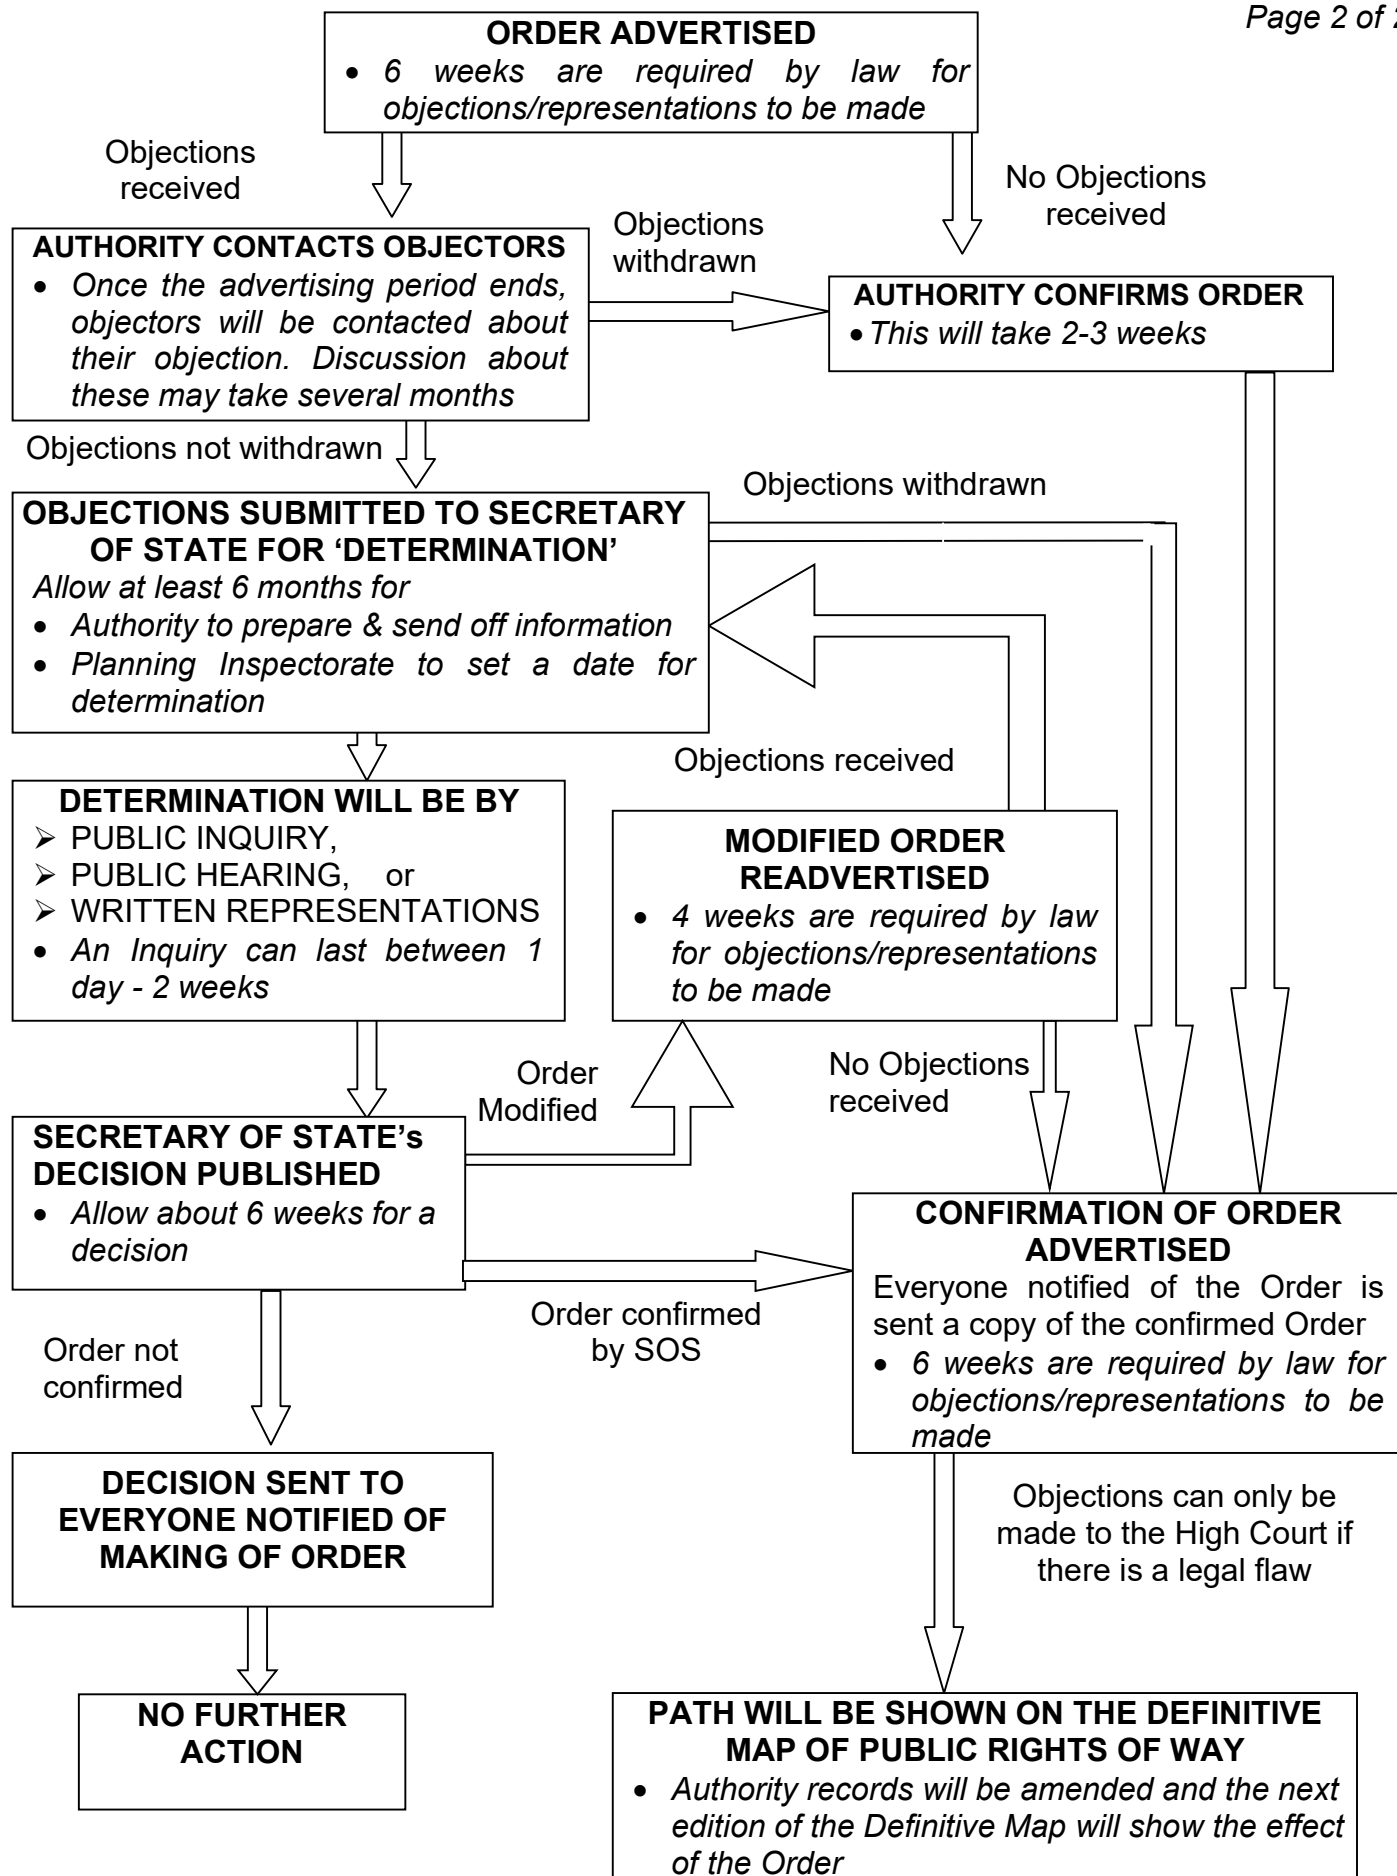 Page 2 of 2
ORDER ADVERTISED
• 6 weeks are required by law for
objections/representations to be made
Objections
received
No Objections
received
AUTHORITY CONTACTS OBJECTORS
• Once the advertising period ends,
objectors will be contacted about
their objection. Discussion about
these may take several months
Objections
withdrawn
AUTHORITY CONFIRMS ORDER
• This will take 2-3 weeks
Objections not withdrawn
OBJECTIONS SUBMITTED TO SECRETARY
OF STATE FOR ‘DETERMINATION’
Allow at least 6 months for
• Authority to prepare & send off information
• Planning Inspectorate to set a date for
determination
Objections withdrawn
Objections received
DETERMINATION WILL BE BY
➢ PUBLIC INQUIRY,
➢ PUBLIC HEARING, or
➢ WRITTEN REPRESENTATIONS
• An Inquiry can last between 1
day - 2 weeks
MODIFIED ORDER
READVERTISED
• 4 weeks are required by law
for objections/representations
to be made
Order
Modified
No Objections
received
SECRETARY OF STATE's
DECISION PUBLISHED
• Allow about 6 weeks for a
decision
Order confirmed
by SOS
CONFIRMATION OF ORDER
ADVERTISED
Everyone notified of the Order is
sent a copy of the confirmed Order
• 6 weeks are required by law for
objections/representations to be
made
Order not
confirmed
DECISION SENT TO
EVERYONE NOTIFIED OF
MAKING OF ORDER
Objections can only be
made to the High Court if
there is a legal flaw
NO FURTHER
ACTION
PATH WILL BE SHOWN ON THE DEFINITIVE
MAP OF PUBLIC RIGHTS OF WAY
• Authority records will be amended and the next
edition of the Definitive Map will show the effect
of the Order